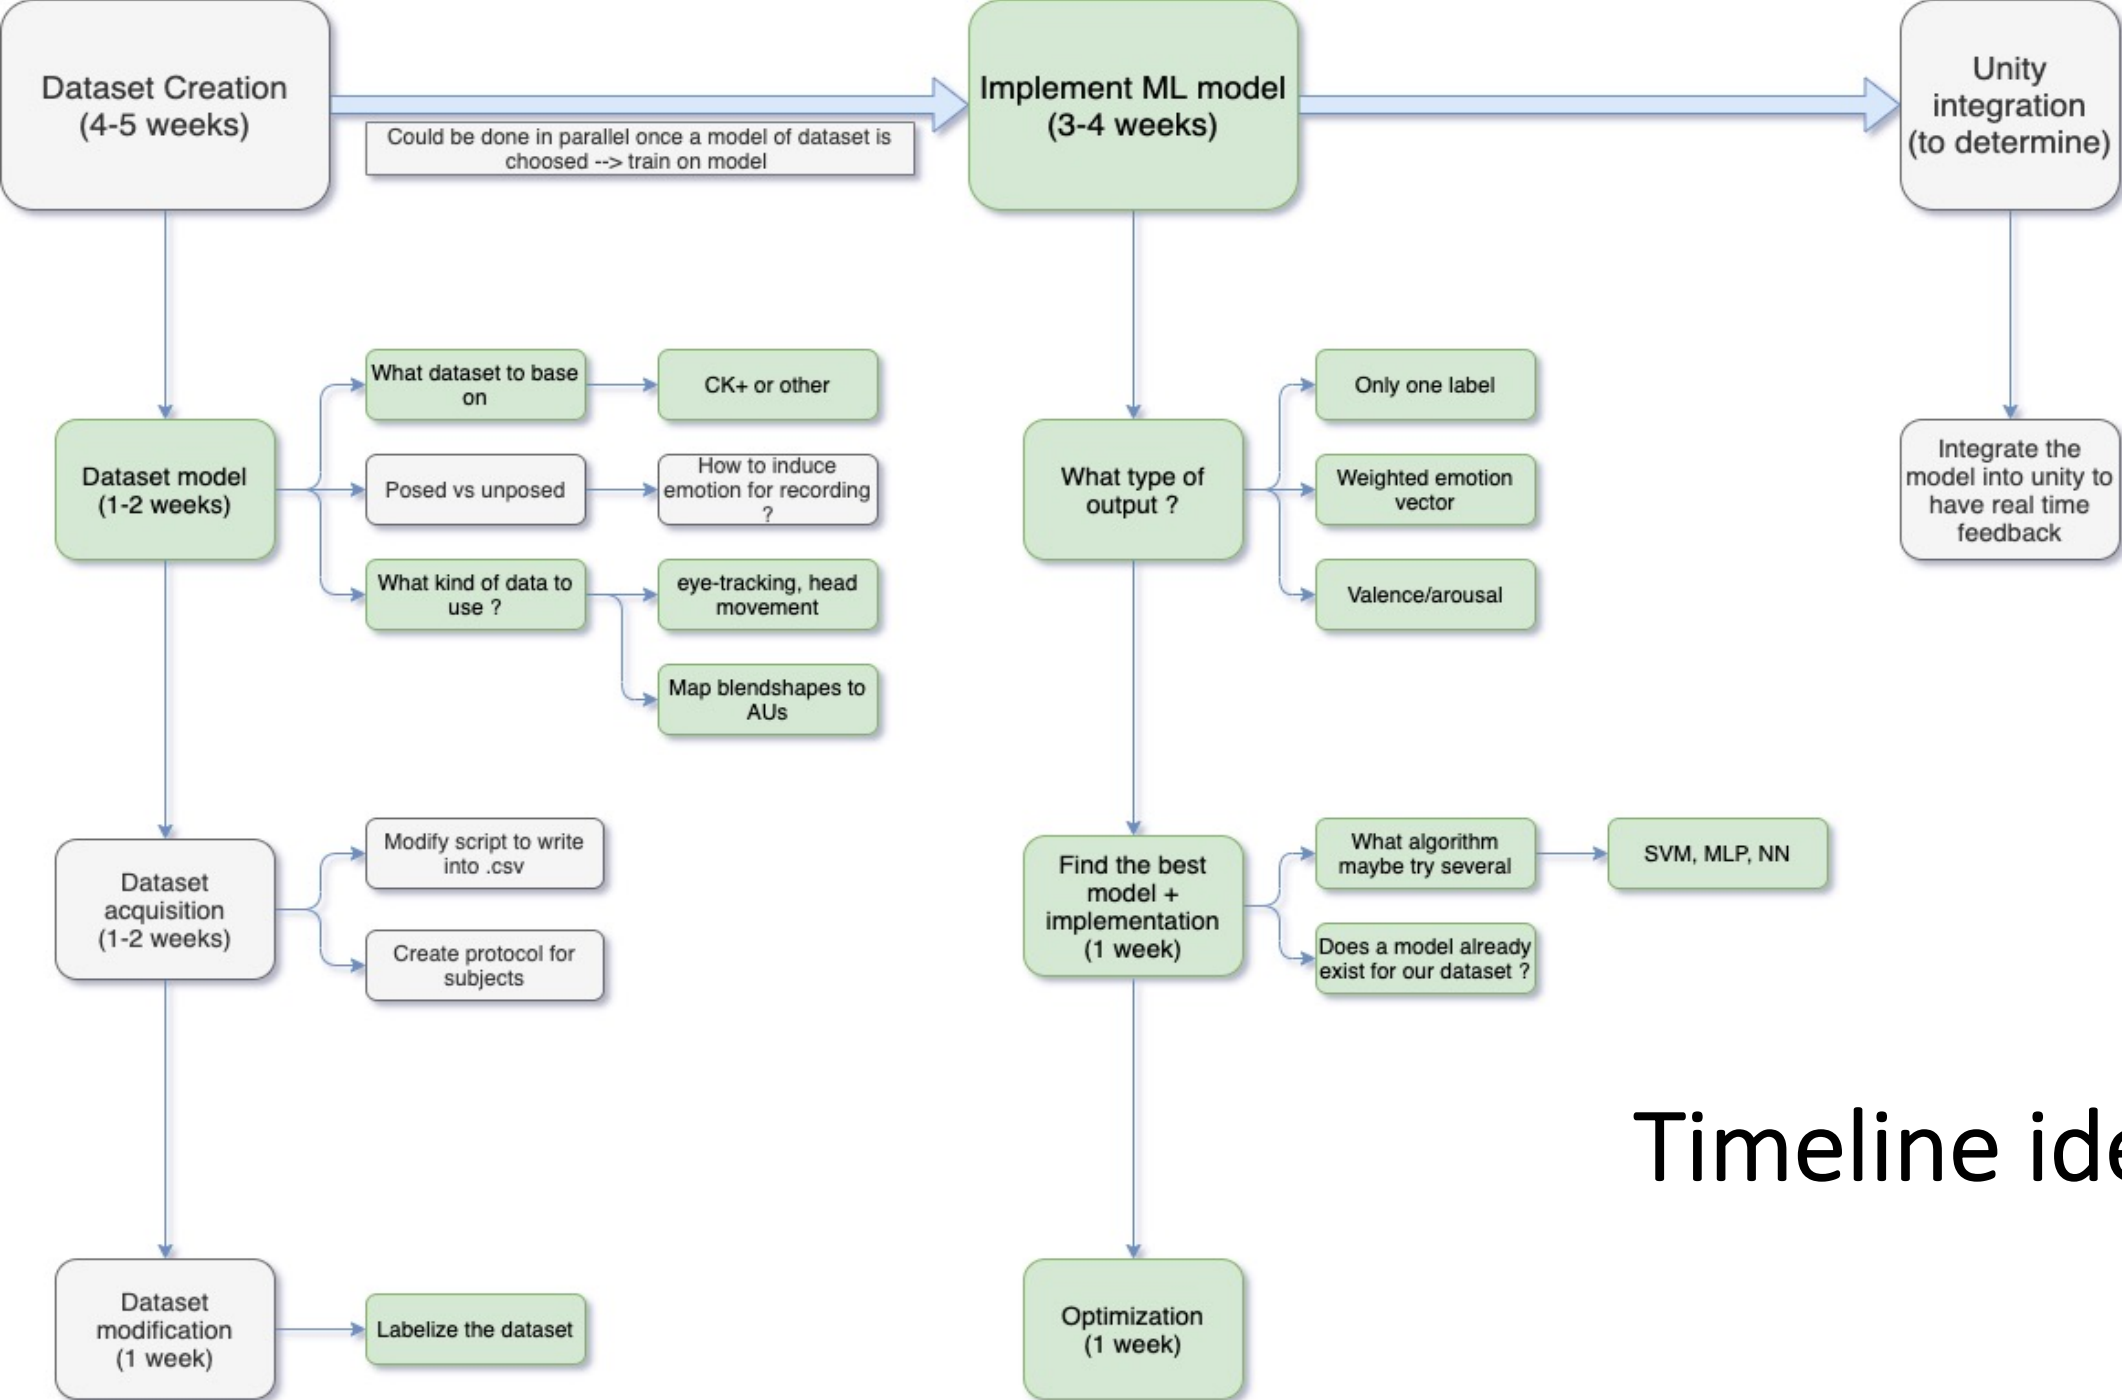 Dataset Creation
(4-5 weeks)
Could be done in parallel once a model of dataset is
choosed --> train on model
Implement ML model
(3-4 weeks)
Unity
integration
(to determine)
Dataset model
(1-2 weeks)
What dataset to base
on
CK+ or other
Posed vs unposed
How to induce
emotion for recording
?
What kind of data to
use ?
eye-tracking, head
movement
Map blendshapes to
AUs
What type of
output ?
Only one label
Weighted emotion
vector
Valence/arousal
Integrate the
model into unity to
have real time
feedback
Dataset
acquisition
(1-2 weeks)
Modify script to write
into .csv
Create protocol for
subjects
Find the best
model +
implementation
(1 week)
What algorithm
maybe try several
SVM, MLP, NN
Does a model already
exist for our dataset ?
Timeline ide
Dataset
modification
(1 week)
Labelize the dataset
Optimization
(1 week)